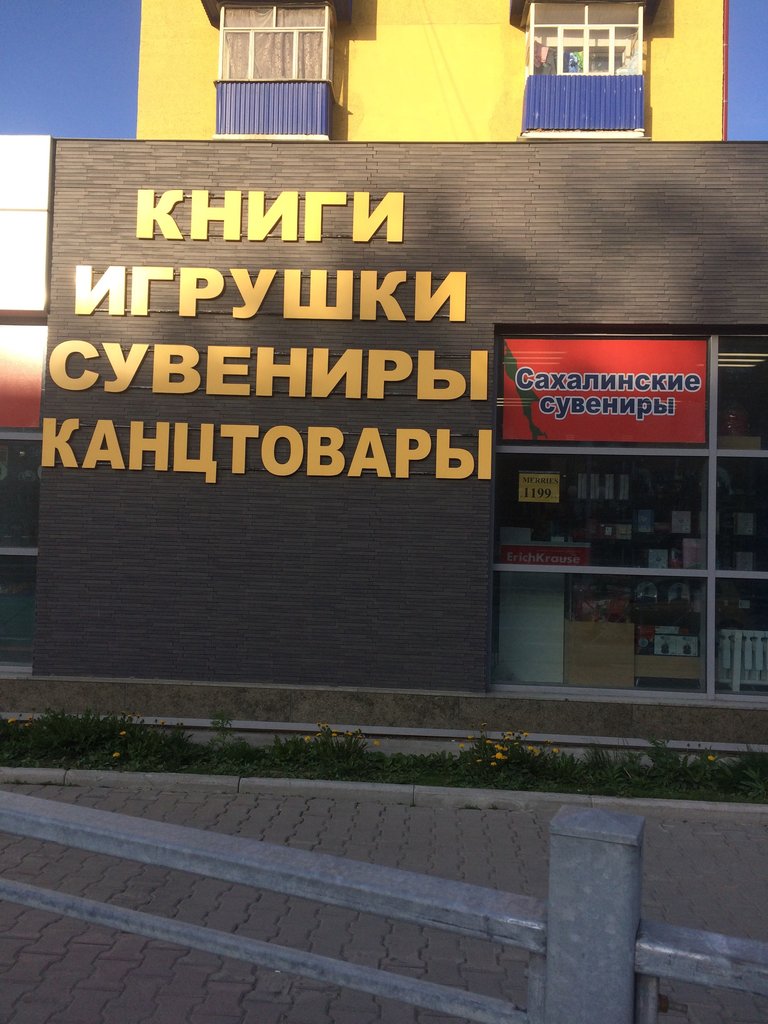 КНИГИ
ИГРУШКИ
СУВЕНИРЫ
КАНЦТОВАРЫ
Сахалинские
сувениры
MERRIES
1199
ErichKrause